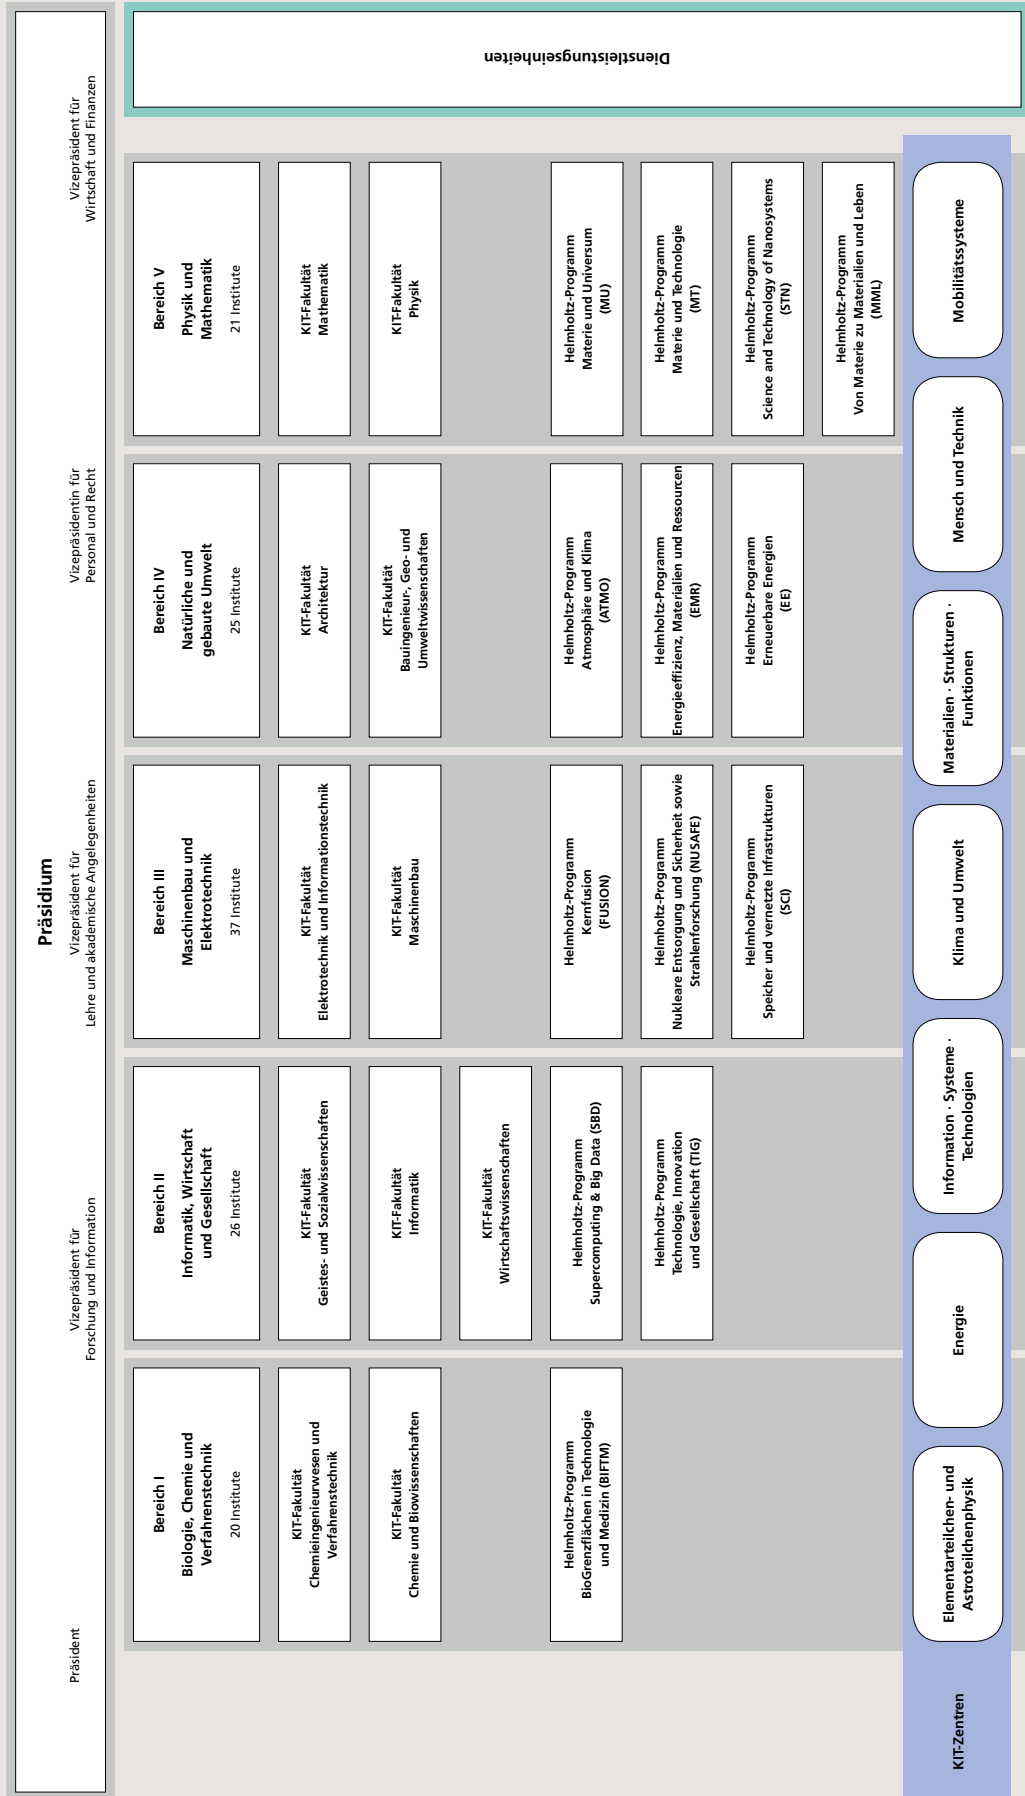 Präsidium
Präsident
Vizepräsident für
Forschung und Information
Vizepräsident für
Lehre und akademische Angelegenheiten
Vizepräsidentin für
Personal und Recht
Vizepräsident für
Wirtschaft und Finanzen
Bereich I
Biologie, Chemie und
Verfahrenstechnik
20 Institute
KIT-Fakultät
Chemieingenieurwesen und
Verfahrenstechnik
KIT-Fakultät
Chemie und Biowissenschaften
Helmholtz-Programm
BioGrenzflächen in Technologie
und Medizin (BIFTM)
Bereich II
Informatik, Wirtschaft
und Gesellschaft
26 Institute
KIT-Fakultät
Geistes- und Sozialwissenschaften
KIT-Fakultät
Informatik
KIT-Fakultät
Wirtschaftswissenschaften
Helmholtz-Programm
Supercomputing & Big Data (SBD)
Helmholtz-Programm
Technologie, Innovation
und Gesellschaft (TIG)
Bereich III
Maschinenbau und
Elektrotechnik
37 Institute
KIT-Fakultät
Elektrotechnik und Informationstechnik
KIT-Fakultät
Maschinenbau
Helmholtz-Programm
Kernfusion
(FUSION)
Helmholtz-Programm
Nukleare Entsorgung und Sicherheit sowie
Strahlenforschung (NUSAFE)
Helmholtz-Programm
Speicher und vernetzte Infrastrukturen
(SCI)
Bereich IV
Natürliche und
gebaute Umwelt
25 Institute
KIT-Fakultät
Architektur
KIT-Fakultät
Bauingenieur-, Geo- und
Umweltwissenschaften
Helmholtz-Programm
Atmosphäre und Klima
(ATMO)
Helmholtz-Programm
Energieeffizienz, Materialien und Ressourcen
(EMR)
Helmholtz-Programm
Erneuerbare Energien
(EE)
Bereich V
Physik und
Mathematik
21 Institute
KIT-Fakultät
Mathematik
KIT-Fakultät
Physik
Helmholtz-Programm
Materie und Universum
(MU)
Helmholtz-Programm
Materie und Technologie
(MT)
Helmholtz-Programm
Science and Technology of Nanosystems
(STN)
Helmholtz-Programm
Von Materie zu Materialien und Leben
(MML)
Dienstleistungseinheiten
KIT-Zentren
Elementarteilchen- und
Astroteilchenphysik
Energie
Information · Systeme ·
Technologien
Klima und Umwelt
Materialien · Strukturen ·
Funktionen
Mensch und Technik
Mobilitätssysteme